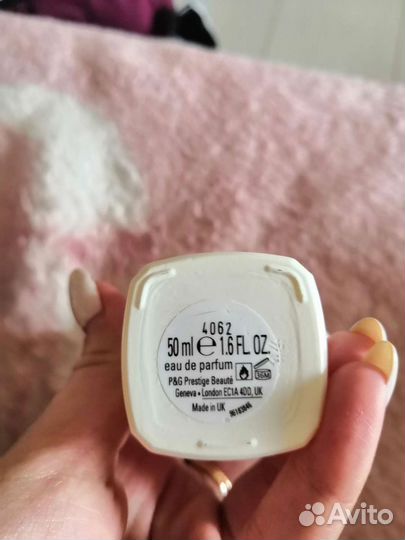 4062
50 ml e 1.6 FL. OZ.
eau de parfum
36M
P&G Prestige Beauté
Geneva • London EC1A 4DD, UK
Made in UK
Avito